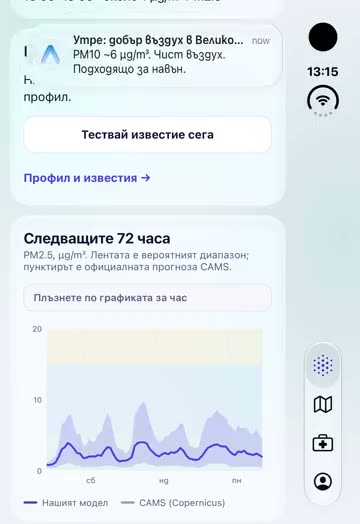 Утре: добър въздух в Велико... now
PM10 ~6 µg/m³. Чист въздух.
Подходящо за навън.
13:15
профил.
Тествай известие сега
Профил и известия →
Следващите 72 часа
PM2.5, µg/m³. Лентата е вероятният диапазон;
пунктирът е официалната прогноза CAMS.
Плъзнете по графиката за час
20
10
0
сб нд пн
Нашият модел CAMS (Copernicus)